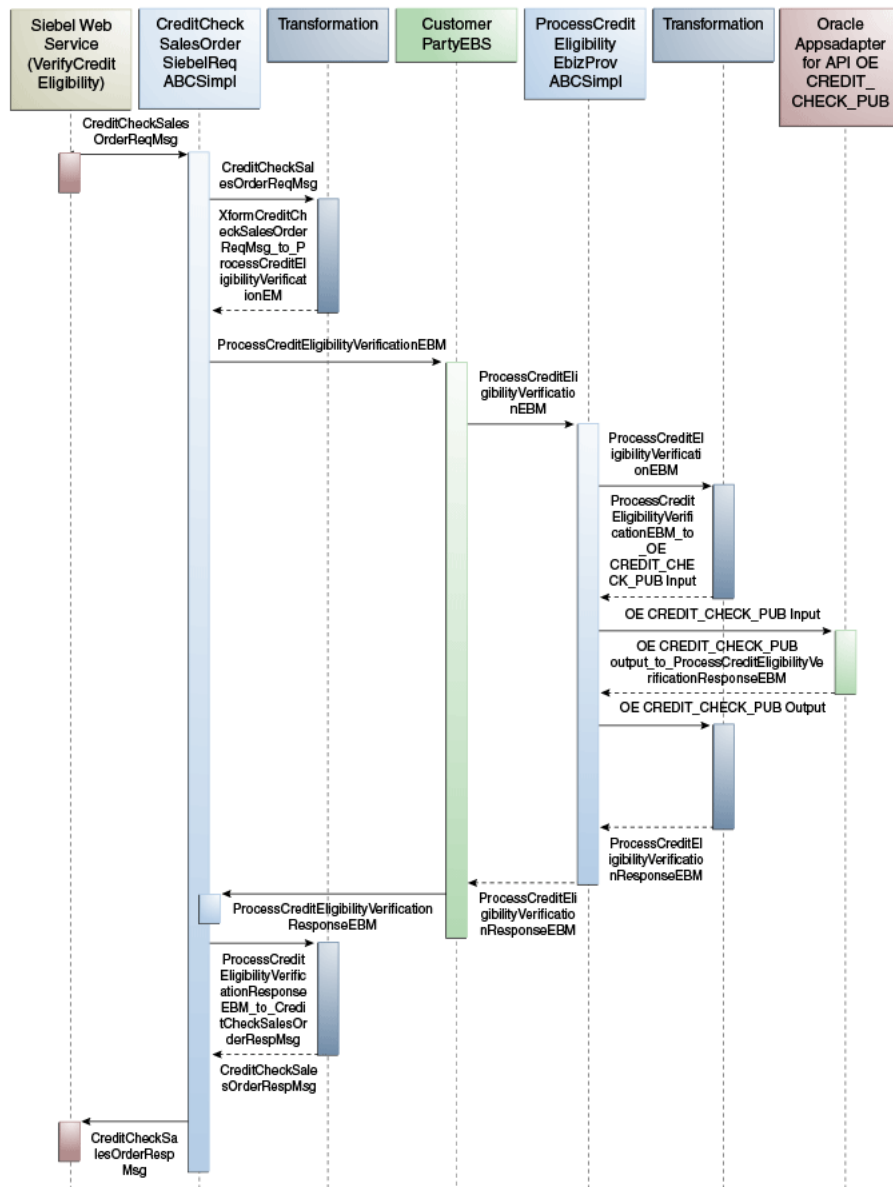 Siebel Web
Service
(VerifyCredit
Eligibility)
CreditCheck
SalesOrder
SiebelReq
ABCSimpl
Transformation
Customer
PartyEBS
ProcessCredit
Eligibility
EbizProv
ABCSimpl
Transformation
Oracle
Appsadapter
for API OE
CREDIT_
CHECK_PUB
CreditCheckSales
OrderReqMsg
CreditCheckSal
esOrderReqMsg
XformCreditCh
eckSalesOrder
ReqMsg_to_P
rocessCreditEl
igibilityVerificat
ionEM
ProcessCreditEligibilityVerificationEBM
ProcessCreditEli
gibilityVerificatio
nEBM
ProcessCreditEl
igibilityVerificati
onEBM
ProcessCredit
EligibilityVerifi
cationEBM_to
_OE
CREDIT_CHE
CK_PUB Input
OE CREDIT_CHECK_PUB Input
OE CREDIT_CHECK_PUB
output_to_ProcessCreditEligibilityVe
rificationResponseEBM
OE CREDIT_CHECK_PUB Output
ProcessCreditEl
igibilityVerificatio
nResponseEBM
ProcessCreditEli
gibilityVerificatio
nResponseEBM
ProcessCreditEligibilityVerification
ResponseEBM
ProcessCredit
EligibilityVerific
ationResponse
EBM_to_Credi
tCheckSalesOr
derRespMsg
CreditCheckSale
sOrderRespMsg
CreditCheckSa
lesOrderResp
Msg